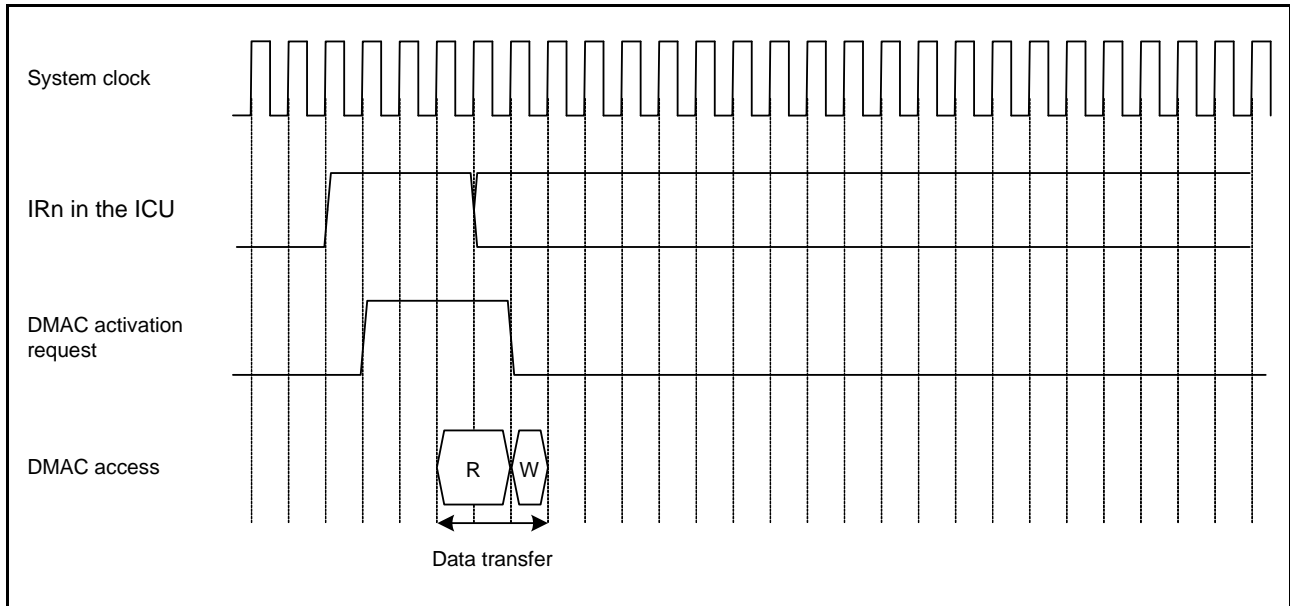 System clock
IRn in the ICU
DMAC activation
request
DMAC access
R
W
Data transfer